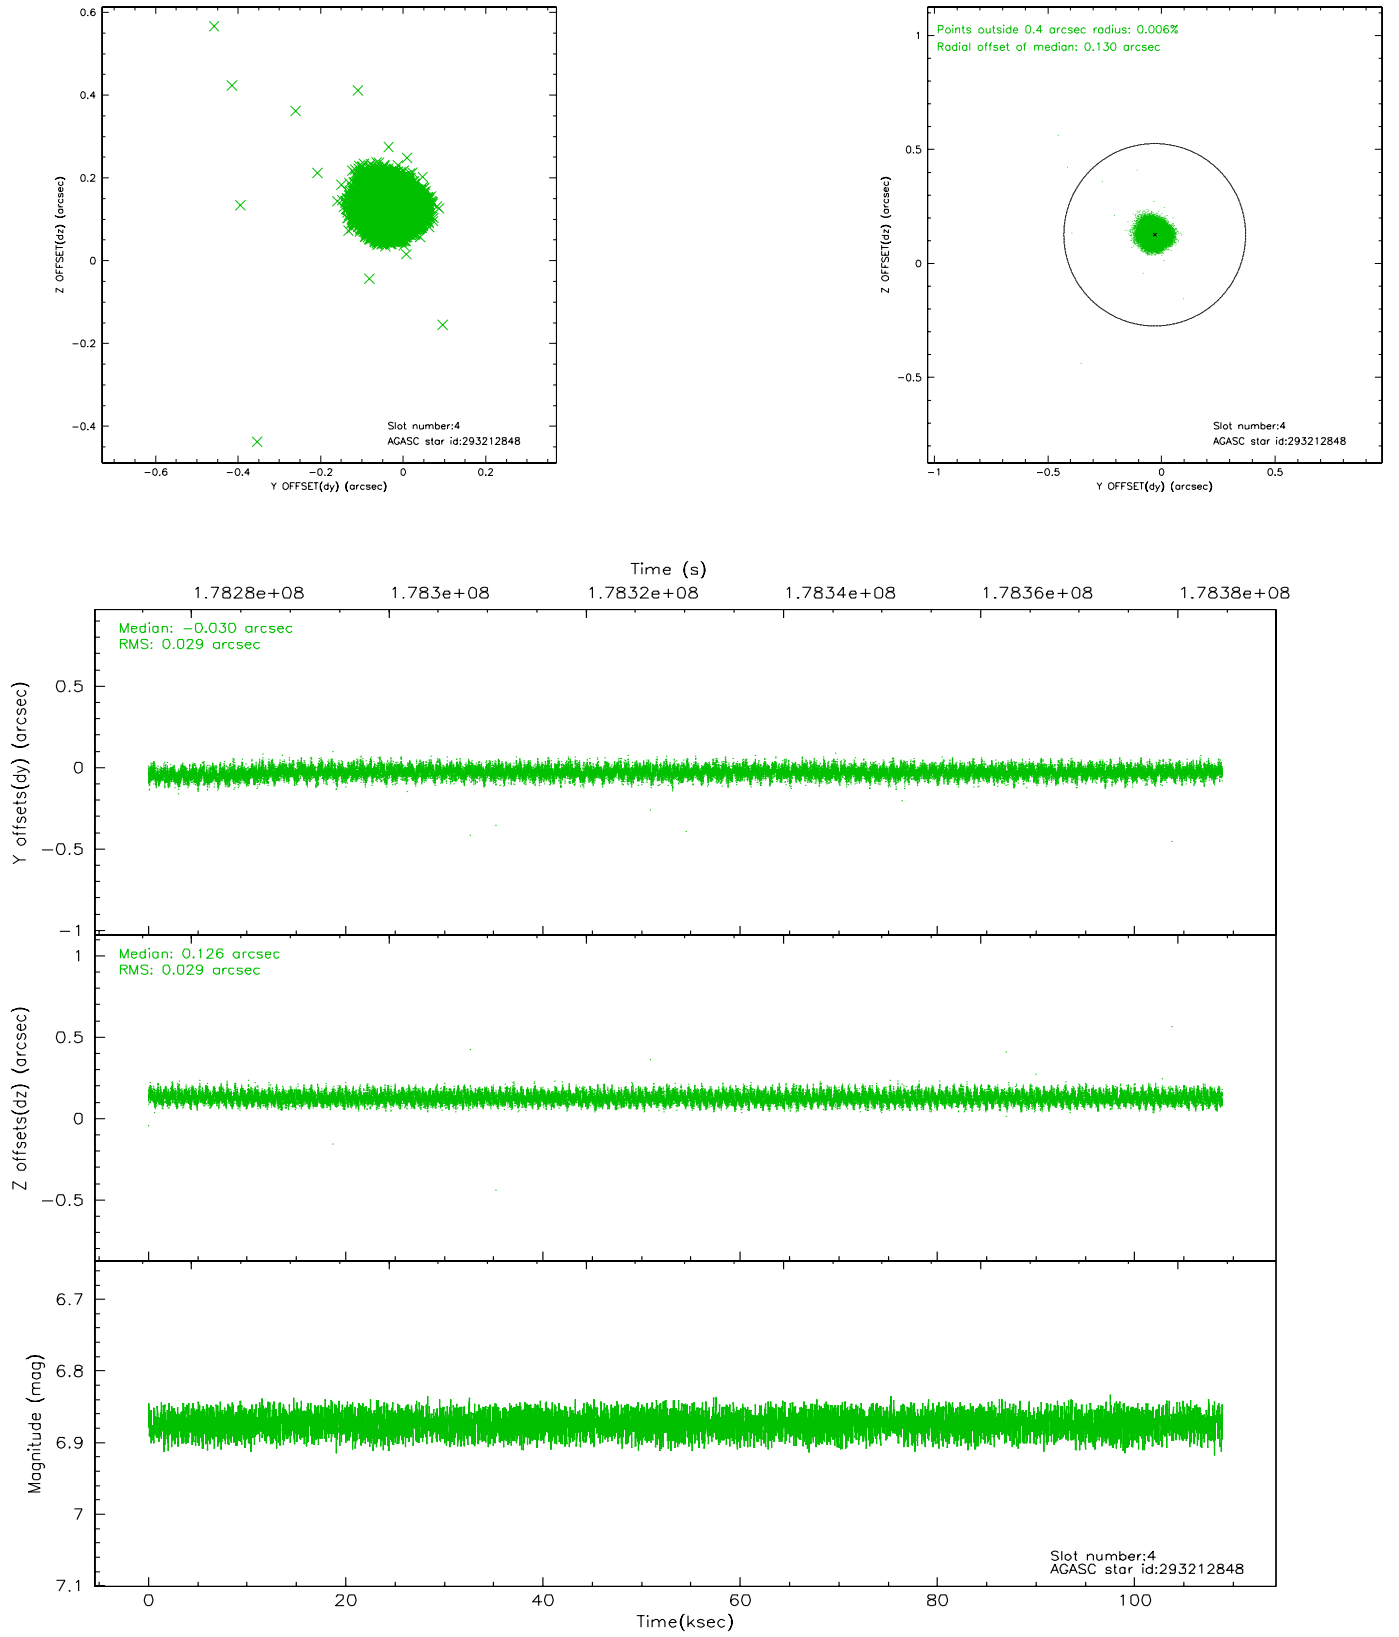 0.6
0.4
0.2
0
−0.2
−0.4
Z OFFSET(dz) (arcsec)
−0.6 −0.4 −0.2 0 0.2
Y OFFSET(dy) (arcsec)
Slot number:4
AGASC star id:293212848
Points outside 0.4 arcsec radius: 0.006%
Radial offset of median: 0.130 arcsec
1
0.5
0
−0.5
Z OFFSET(dz) (arcsec)
−1 −0.5 0 0.5
Y OFFSET(dy) (arcsec)
Slot number:4
AGASC star id:293212848
Time (s)
1.7828e+08 1.783e+08 1.7832e+08 1.7834e+08 1.7836e+08 1.7838e+08
Median: −0.030 arcsec
RMS: 0.029 arcsec
0.5
0
−0.5
−1
Y offsets(dy) (arcsec)
Median: 0.126 arcsec
RMS: 0.029 arcsec
1
0.5
0
−0.5
Z offsets(dz) (arcsec)
6.7
6.8
6.9
7
7.1
Magnitude (mag)
Slot number:4
AGASC star id:293212848
0 20 40 60 80 100
Time(ksec)